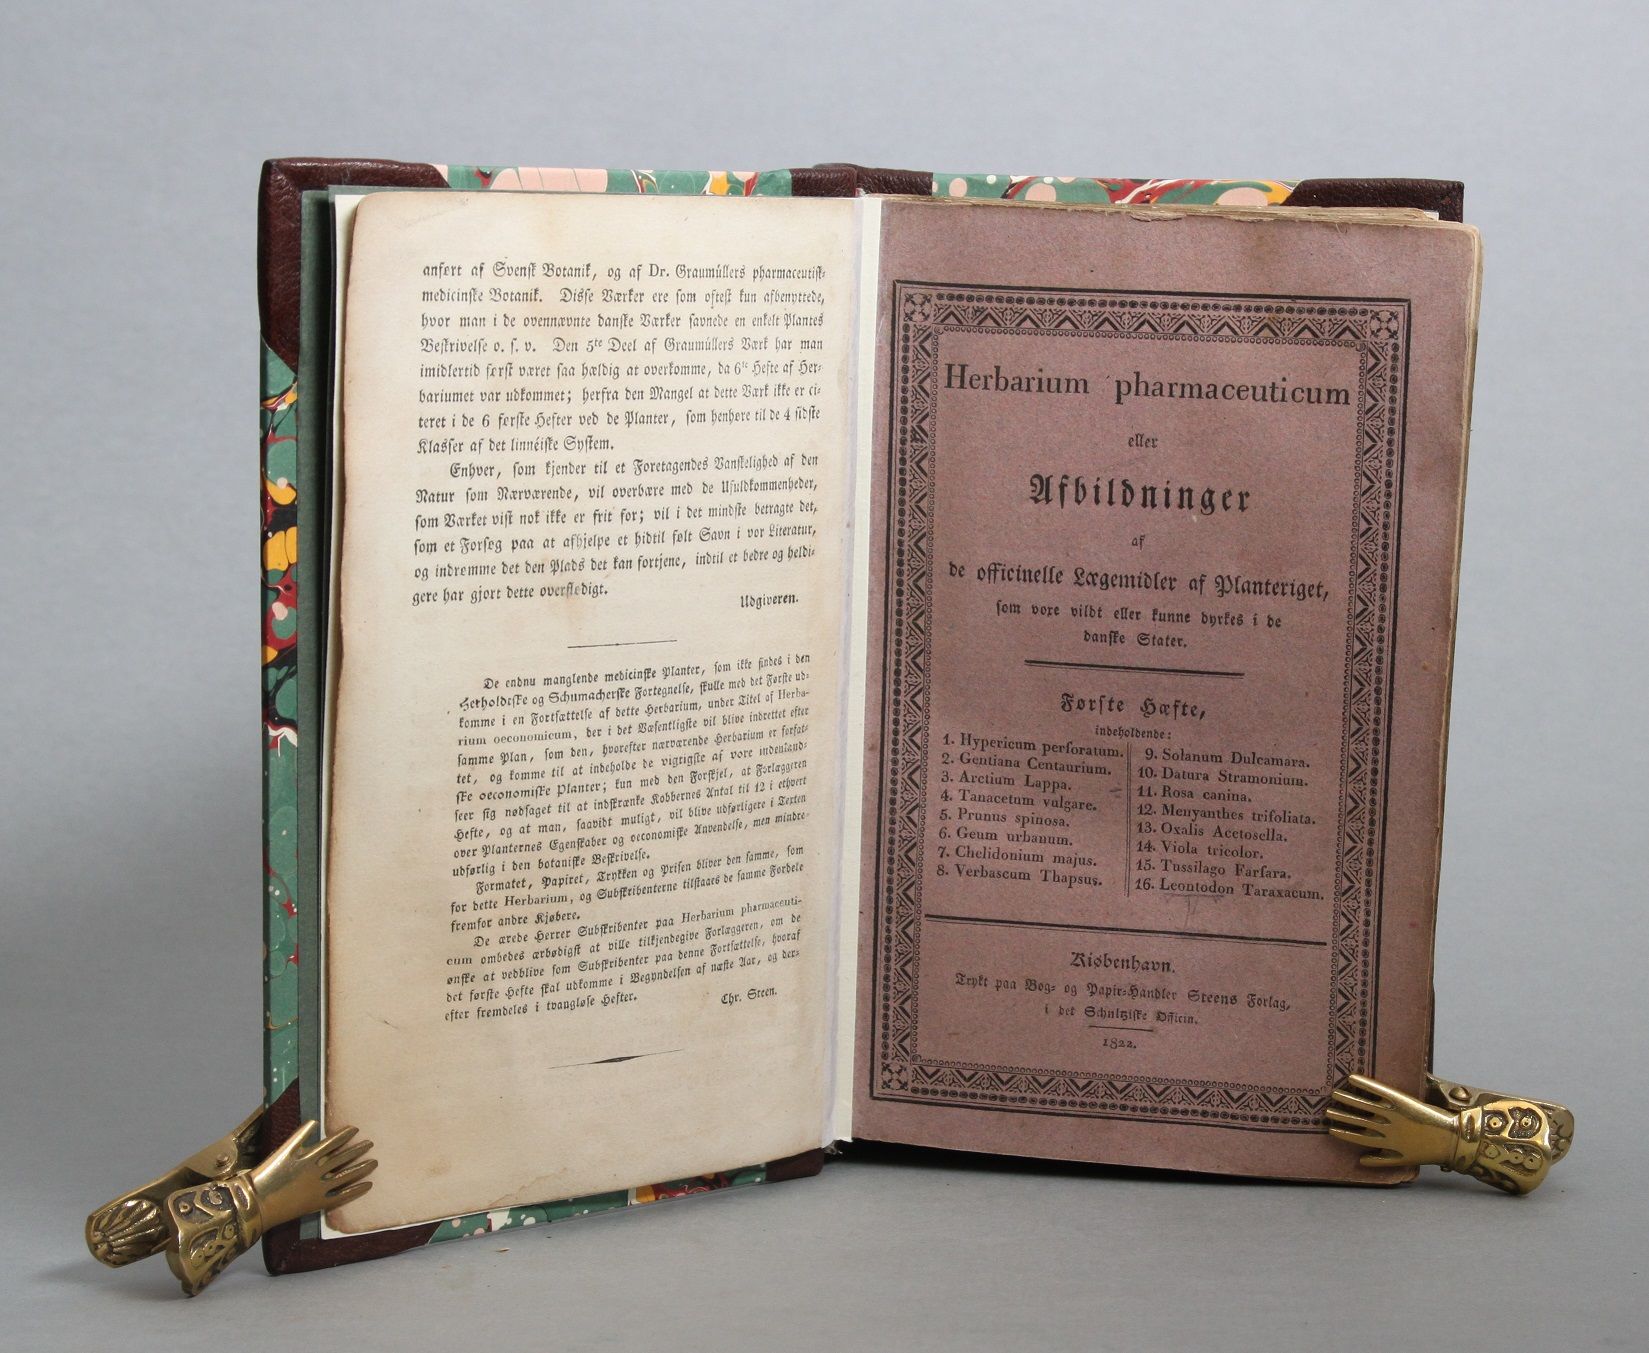 anført af Svensk Botanik, og af Dr. Graumüllers pharmaceutisk-
medicinske Botanik. Disse Værker ere som oftest kun afbenyttede,
hvor man i de ovennævnte danske Værker savnede en enkelt Plantes
Beskrivelse o. s. v. Den 5te Deel af Graumüllers Værk har man
imidlertid først været saa hældig at overkomme, da 6te Hefte af Her-
bariumet var udkommet; herfra den Mangel at dette Værk ikke er ci-
teret i de 6 første Hefter ved de Planter, som henhøre til de 4 sidste
Klasser af det linnéiske System.
Enhver, som kjender til et Foretagendes Vanskelighed af den
Natur som Nærværende, vil overbære med de Ufuldkommenheder,
som Værket vist nok ikke er frit for; vil i det mindste betragte det,
som et Forsøg paa at afhjelpe et hidtil følt Savn i vor Literatur,
og indrømme det den Plads det kan fortjene, indtil et bedre og heldi-
gere har gjort dette overflødigt.
Udgiveren.
De endnu manglende medicinske Planter, som ikke findes i den
Herholdtske og Schumacherske Fortegnelse, skulle med det Første ud-
komme i en Fortsættelse af dette Herbarium, under Titel af Herba-
rium oeconomicum, der i det Væsentligste vil blive indrettet efter
samme Plan, som den, hvorefter nærværende Herbarium er forfat-
tet, og komme til at indeholde de vigtigste af vore indenland-
ske oeconomiske Planter; kun med den Forskjel, at Forlæggeren
seer sig nødsaget til at indskrænke Kobbernes Antal til 12 i ethvert
Hefte, og at man, saavidt muligt, vil blive udførligere i Texten
over Planternes Egenskaber og oeconomiske Anvendelse, men mindre
udførlig i den botaniske Beskrivelse.
Formatet, Papiret, Trykken og Prisen bliver den samme, som
for dette Herbarium, og Subskribenterne tilstaaes de samme Fordele
fremfor andre Kjøbere.
De ærede Herrer Subskribenter paa Herbarium pharmaceuti-
cum ombedes ærbødigst at ville tilkjendegive Forlæggeren, om de
ønske at vedblive som Subskribenter paa denne Fortsættelse, hvoraf
det første Hefte skal udkomme i Begyndelsen af næste Aar, og der-
efter fremdeles i tvangløse Hefter.
Chr. Steen.
Herbarium pharmaceuticum
eller
Afbildninger
af
de officinelle Lægemidler af Planteriget,
som voxe vildt eller kunne dyrkes i de
danske Stater.
Første Hæfte,
indeholdende:
1. Hypericum perforatum.
2. Gentiana Centaurium.
3. Arctium Lappa.
4. Tanacetum vulgare.
5. Prunus spinosa.
6. Geum urbanum.
7. Chelidonium majus.
8. Verbascum Thapsus.
9. Solanum Dulcamara.
10. Datura Stramonium.
11. Rosa canina.
12. Menyanthes trifoliata.
13. Oxalis Acetosella.
14. Viola tricolor.
15. Tussilago Farfara.
16. Leontodon Taraxacum.
Kiøbenhavn.
Trykt paa Bog- og Papir-Handler Steens Forlag,
i det Schultziske Officin.
1822.